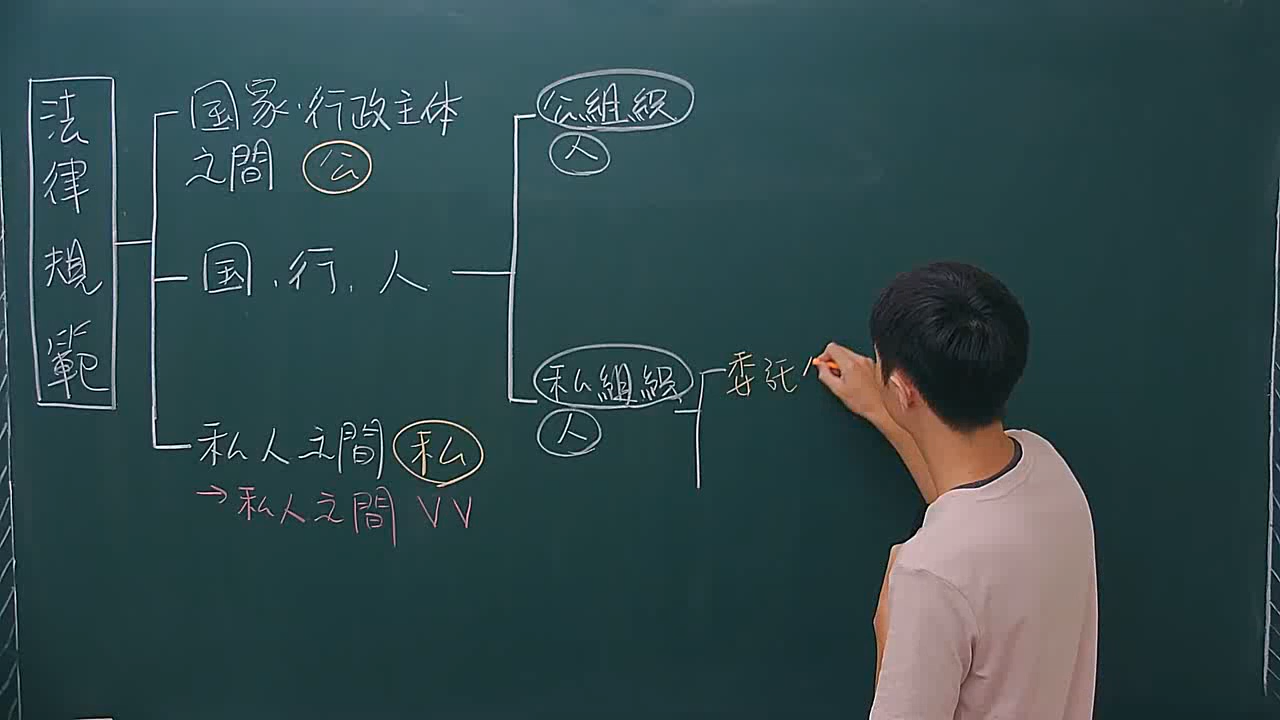 法律規範
国家·行政主体
之間 公
国、行、人
私人之間 私
→私人之間 VV
公組織
人
私組織
人
委託